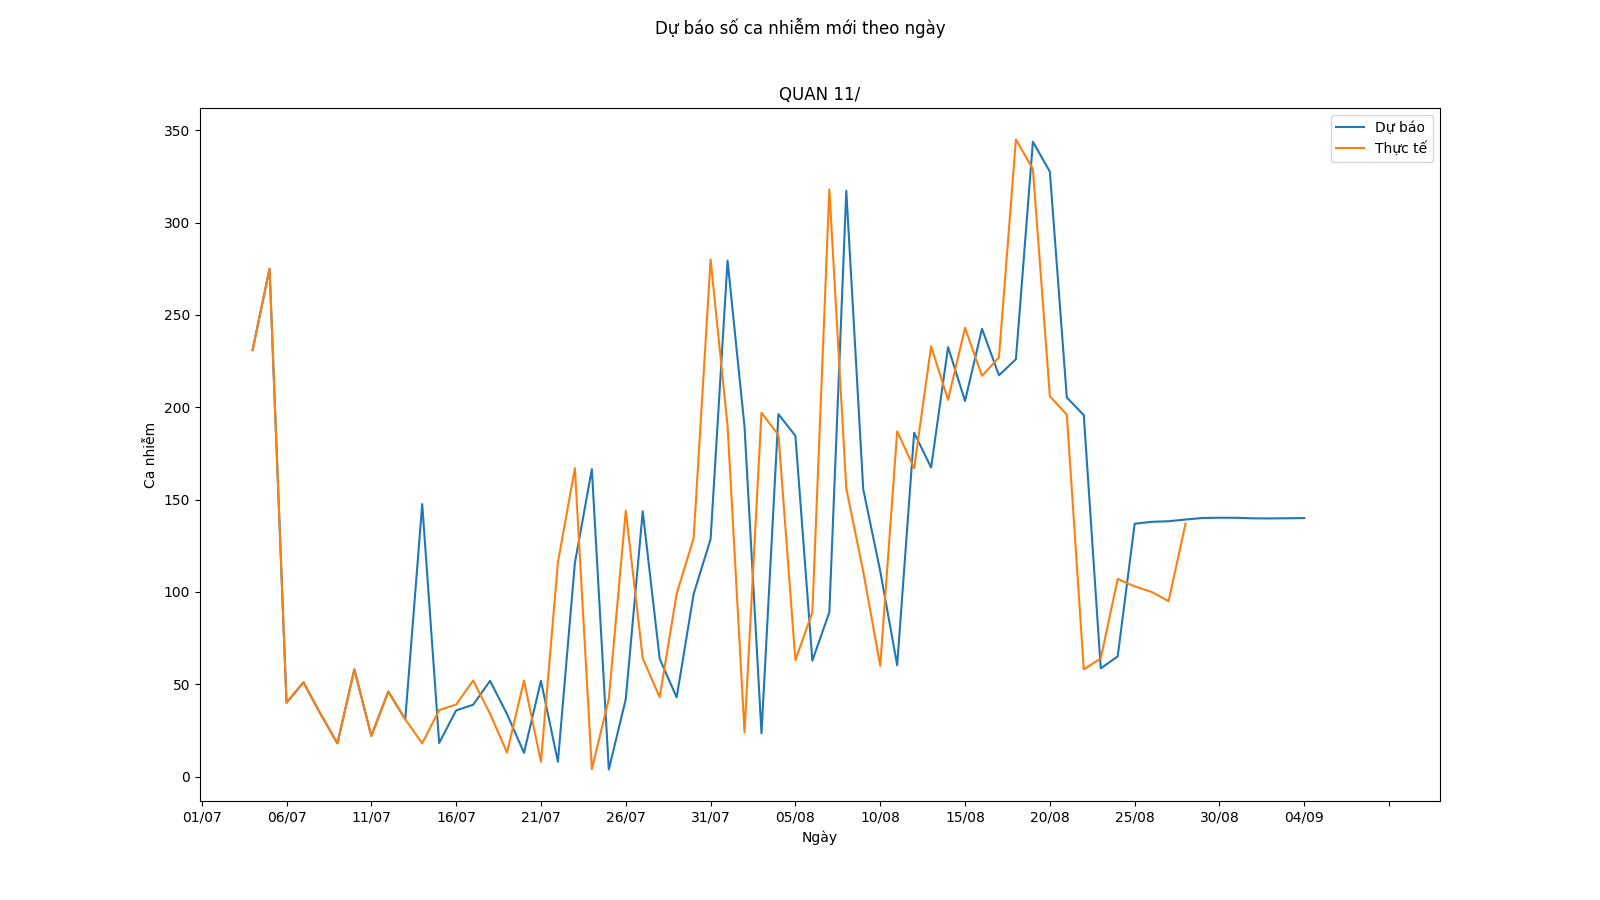 Dự báo số ca nhiễm mới theo ngày
QUAN 11/
Dự báo
Thực tế
350
300
250
200
150
100
50
0
Ca nhiễm
01/07 06/07 11/07 16/07 21/07 26/07 31/07 05/08 10/08 15/08 20/08 25/08 30/08 04/09
Ngày